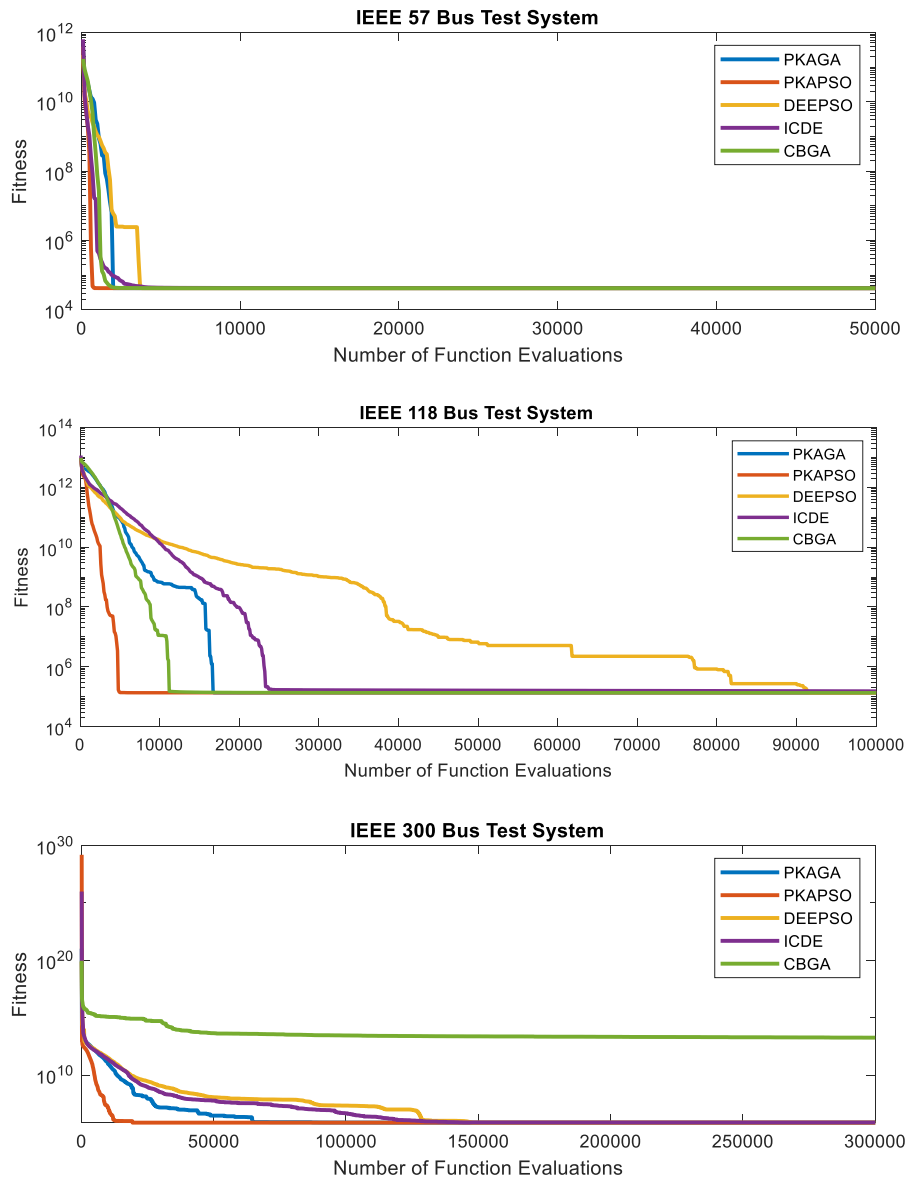 IEEE 57 Bus Test System
10^12
10^10
10^8
10^6
10^4
Fitness
PKAGA
PKAPSO
DEEPSO
ICDE
CBGA
0 10000 20000 30000 40000 50000
Number of Function Evaluations
IEEE 118 Bus Test System
10^14
10^12
10^10
10^8
10^6
10^4
Fitness
PKAGA
PKAPSO
DEEPSO
ICDE
CBGA
0 10000 20000 30000 40000 50000 60000 70000 80000 90000 100000
Number of Function Evaluations
IEEE 300 Bus Test System
10^30
10^20
10^10
Fitness
PKAGA
PKAPSO
DEEPSO
ICDE
CBGA
0 50000 100000 150000 200000 250000 300000
Number of Function Evaluations